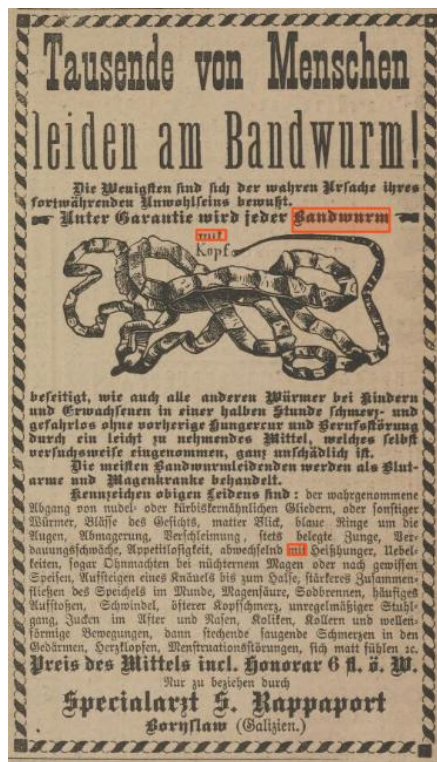 Tausende von Menschen
leiden am Bandwurm!
Die Wenigsten sind sich der wahren Ursache ihres
fortwährenden Unwohlseins bewußt.
Unter Garantie wird jeder Bandwurm
mit
Kopf
beseitigt, wie auch alle anderen Würmer bei Kindern
und Erwachsenen in einer halben Stunde schmerz- und
gefahrlos ohne vorherige Hungercur und Berufsstörung
durch ein leicht zu nehmendes Mittel, welches selbst
versuchsweise eingenommen, ganz unschädlich ist.
Die meisten Bandwurmleidenden werden als Blut-
arme und Magenkranke behandelt.
Kennzeichen obigen Leidens sind: der wahrgenommene
Abgang von nudel- oder kürbiskernähnlichen Gliedern, oder sonstiger
Würmer, Blässe des Gesichts, matter Blick, blaue Ringe um die
Augen, Abmagerung, Verschleimung, stets belegte Zunge, Ver-
dauungsschwäche, Appetitlosigkeit, abwechselnd mit Heißhunger, Uebel-
keiten, sogar Ohnmachten bei nüchternem Magen oder nach gewissen
Speisen, Aufsteigen eines Knäuels bis zum Halse, stärkeres Zusammen-
fließen des Speichels im Munde, Magensäure, Sodbrennen, häufiges
Aufstoßen, Schwindel, öfterer Kopfschmerz, unregelmäßiger Stuhl-
gang, Jucken im After und Nasen, Koliken, Kollern und wellen-
förmige Bewegungen, dann stechende saugende Schmerzen in den
Gedärmen, Herzklopfen, Menstruationsstörungen, sich matt fühlen ꝛc.
Preis des Mittels incl. Honorar 6 fl. ö. W.
Nur zu beziehen durch
Specialarzt S. Rappaport
Boryslaw (Galizien.)